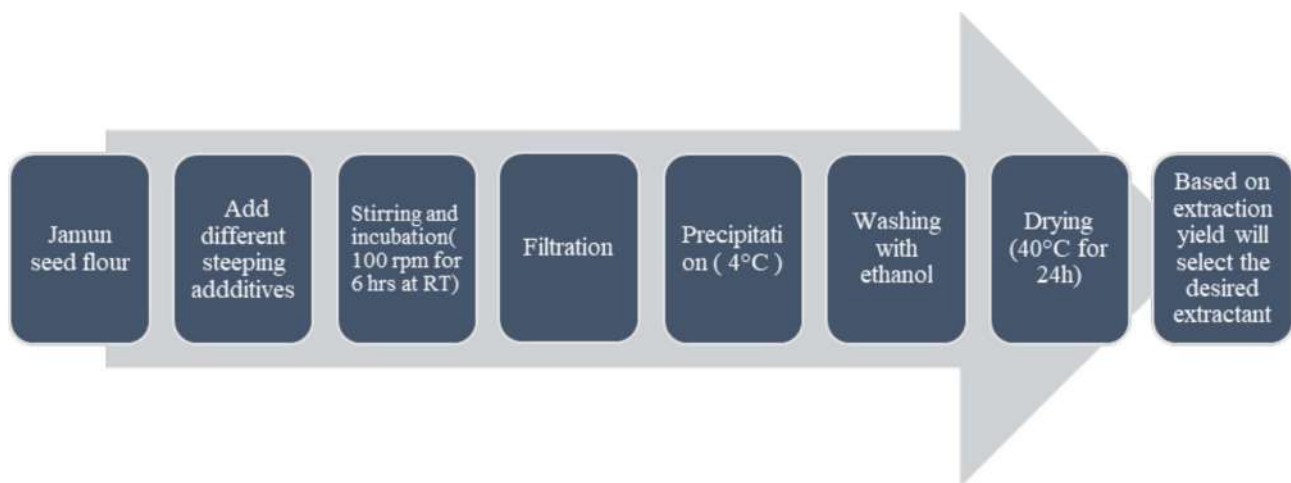 Jamun
seed flour
Add
different
steeping
addditives
Stirring and
incubation(
100 rpm for
6 hrs at RT)
Filtration
Precipitati
on ( 4°C )
Washing
with
ethanol
Drying
(40°C for
24h)
Based on
extraction
yield will
select the
desired
extractant